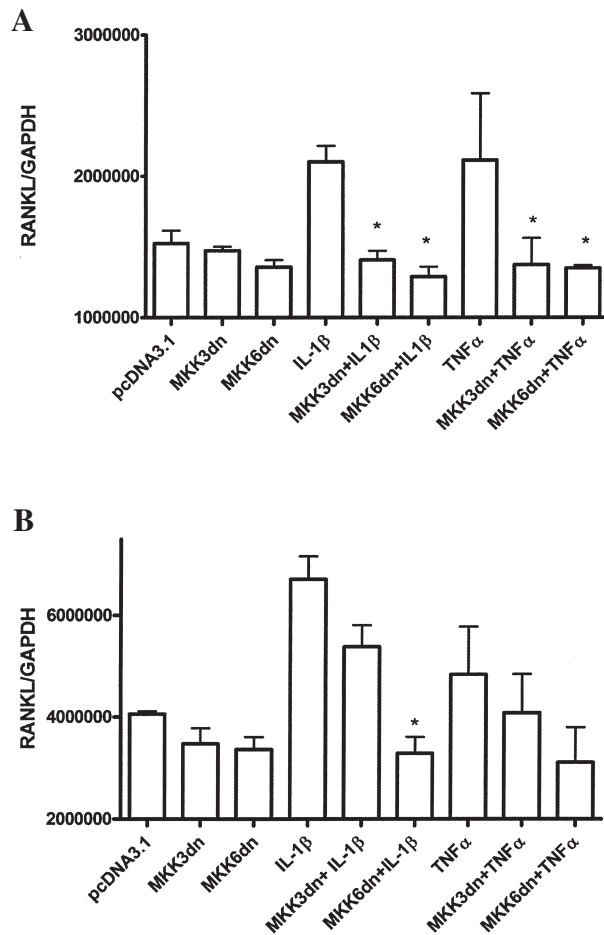 A
3000000
2000000
1000000
RANKL/GAPDH
*
*
*
*
pcDNA3.1
MKK3dn
MKK6dn
IL-1β
MKK3dn+IL1β
MKK6dn+IL1β
TNFα
MKK3dn+TNFα
MKK6dn+TNFα
B
6000000
4000000
2000000
RANKL/GAPDH
*
pcDNA3.1
MKK3dn
MKK6dn
IL-1β
MKK3dn+ IL-1β
MKK6dn+IL-1β
TNFα
MKK3dn+TNFα
MKK6dn+TNFα